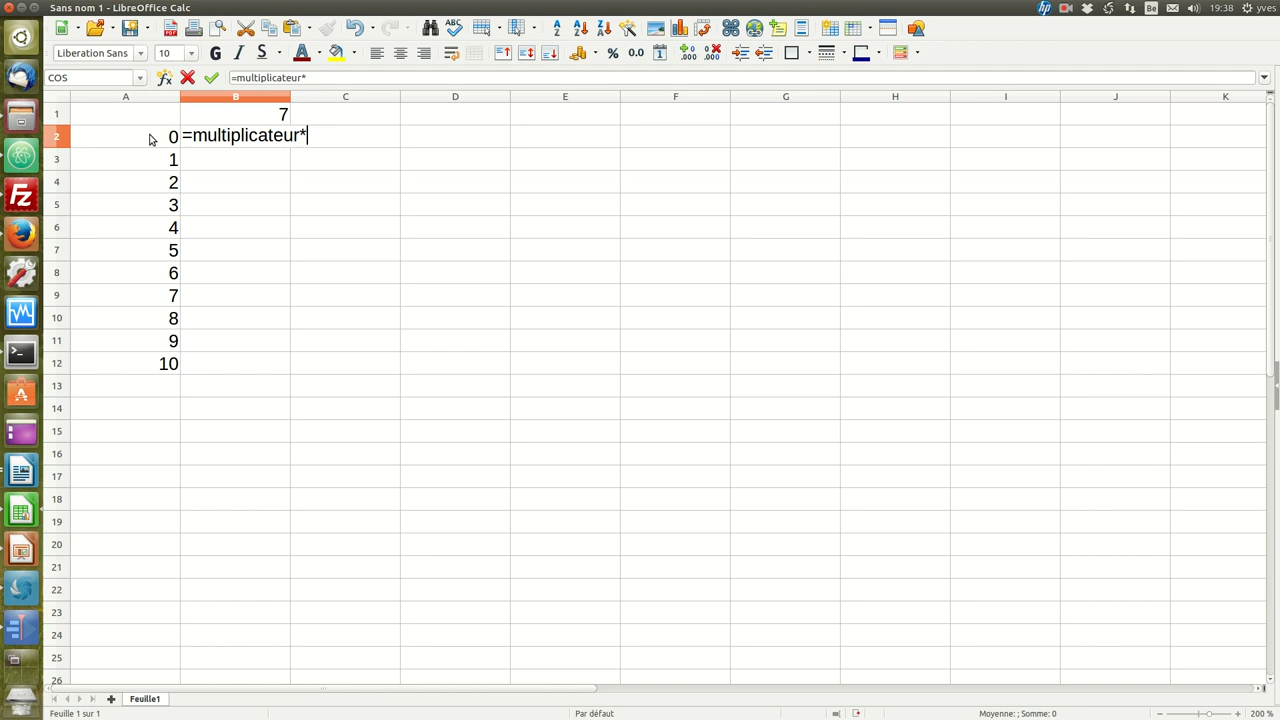 Sans nom 1 - LibreOffice Calc
Be
19:38
yves
Liberation Sans
10
COS
=multiplicateur*
A B C D E F G H I J K
1 7
2 0 =multiplicateur*
3 1
4 2
5 3
6 4
7 5
8 6
9 7
10 8
11 9
12 10
13
14
15
16
17
18
19
20
21
22
23
24
25
26
Feuille1
Feuille 1 sur 1
Par défaut
Moyenne: ; Somme: 0
200 %